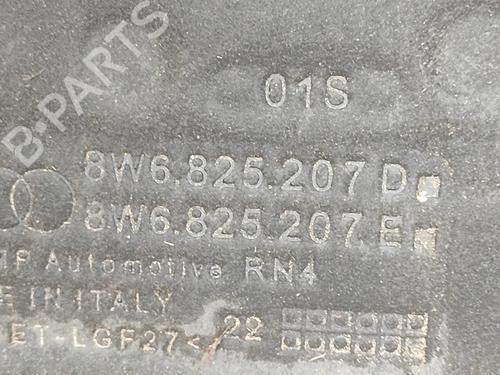 B-PARTS
01S
8W6.825.207 D
8W6.825.207 E
Automotive RN4
IN ITALY
ET-LGF27< 22